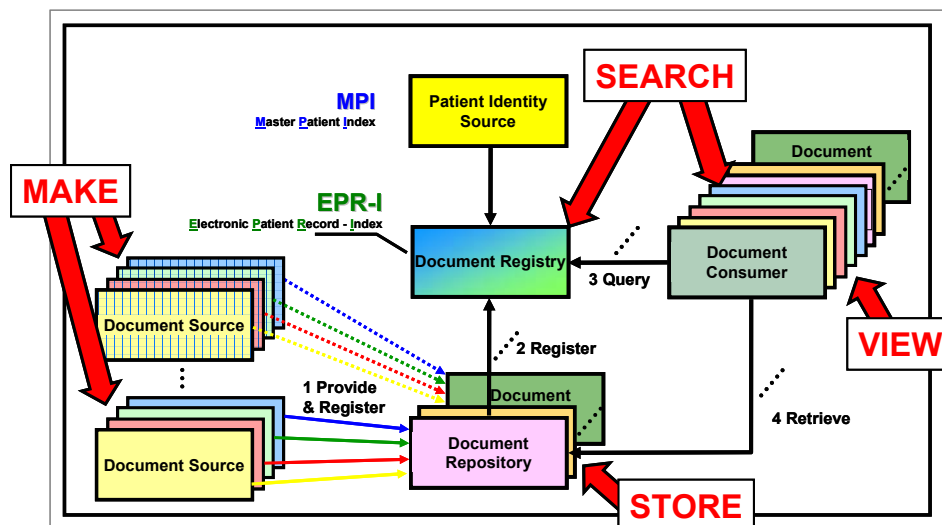 SEARCH
MPI
Master Patient Index
Patient Identity
Source
Document
MAKE
EPR-I
Electronic Patient Record - Index
Document Registry
Document
Consumer
3 Query
Document Source
VIEW
2 Register
1 Provide
& Register
Document
4 Retrieve
Document Source
Document
Repository
STORE